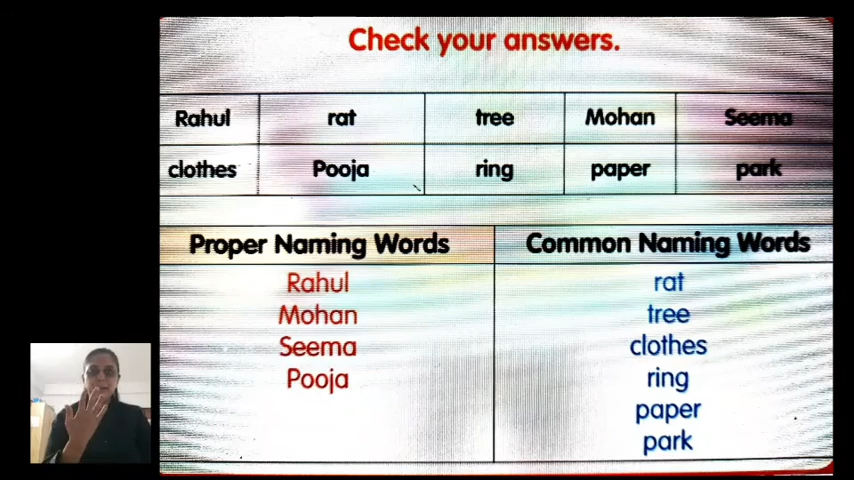 Check your answers.
Rahul rat tree Mohan Seema
clothes Pooja ring paper park
Proper Naming Words Common Naming Words
Rahul rat
Mohan tree
Seema clothes
Pooja ring
paper
park